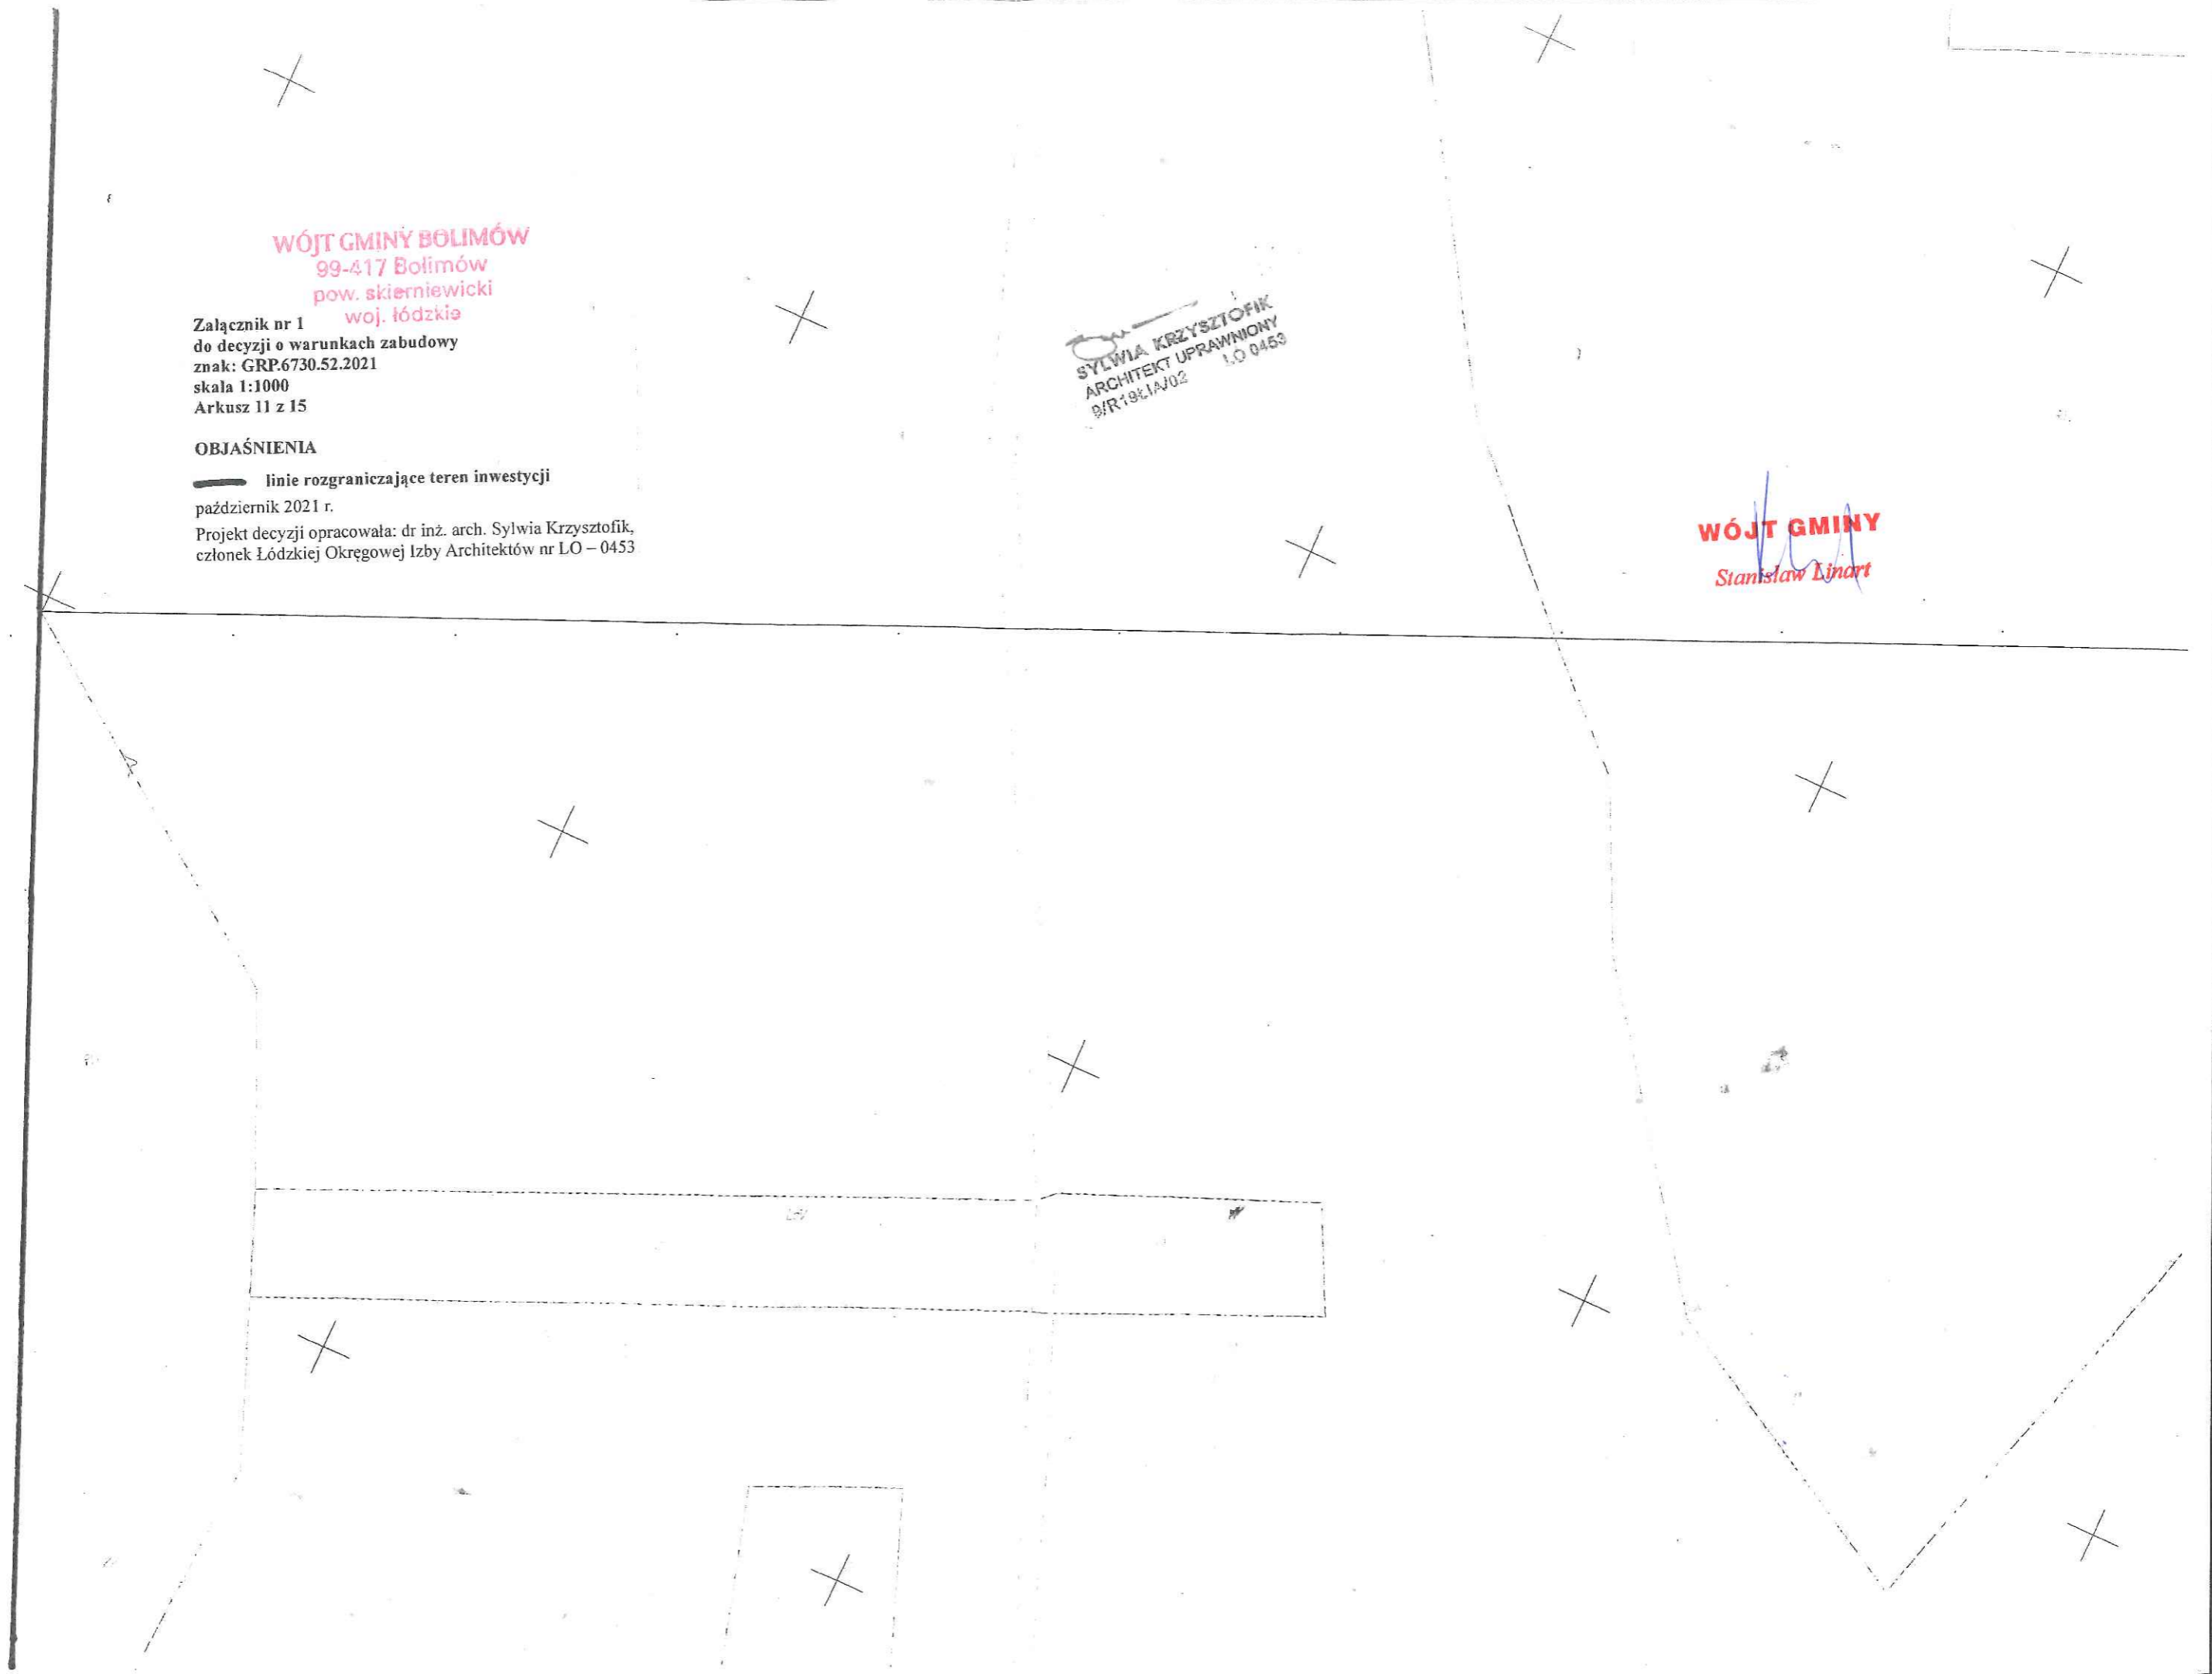 WÓJT GMINY BOLIMÓW
99-417 Bolimów
pow. skierniewicki
woj. łódzkie
Załącznik nr 1
do decyzji o warunkach zabudowy
znak: GRP.6730.52.2021
skala 1:1000
Arkusz 11 z 15
OBJAŚNIENIA
linie rozgraniczające teren inwestycji
październik 2021 r.
Projekt decyzji opracowała: dr inż. arch. Sylwia Krzysztofik,
członek Łódzkiej Okręgowej Izby Architektów nr LO – 0453
SYLWIA KRZYSZTOFIK
ARCHITEKT UPRAWNIONY
9/R19ŁIA/02 LO 0453
WÓJT GMINY
Stanisław Linart